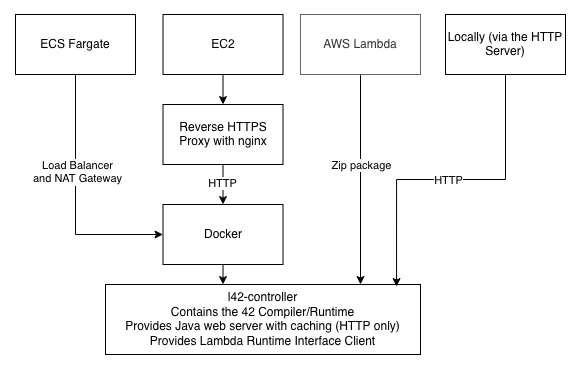 ECS Fargate
EC2
AWS Lambda
Locally (via the HTTP
Server)
Reverse HTTPS
Proxy with nginx
Load Balancer
and NAT Gateway
Zip package
HTTP
HTTP
Docker
l42-controller
Contains the 42 Compiler/Runtime
Provides Java web server with caching (HTTP only)
Provides Lambda Runtime Interface Client